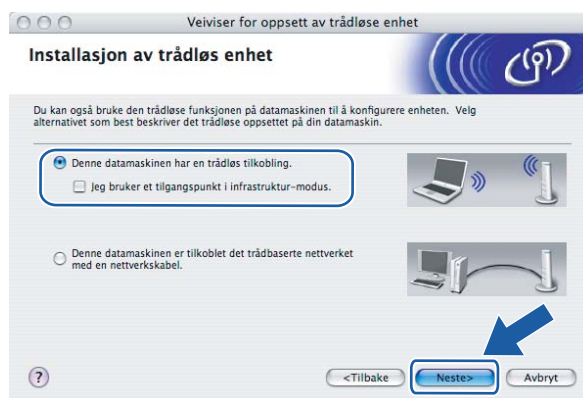 Veiviser for oppsett av trådløse enhet
Installasjon av trådløs enhet
Du kan også bruke den trådløse funksjonen på datamaskinen til å konfigurere enheten. Velg
alternativet som best beskriver det trådløse oppsettet på din datamaskin.
Denne datamaskinen har en trådløs tilkobling.
Jeg bruker et tilgangspunkt i infrastruktur-modus.
Denne datamaskinen er tilkoblet det trådbaserte nettverket
med en nettverkskabel.
? <Tilbake Neste> Avbryt